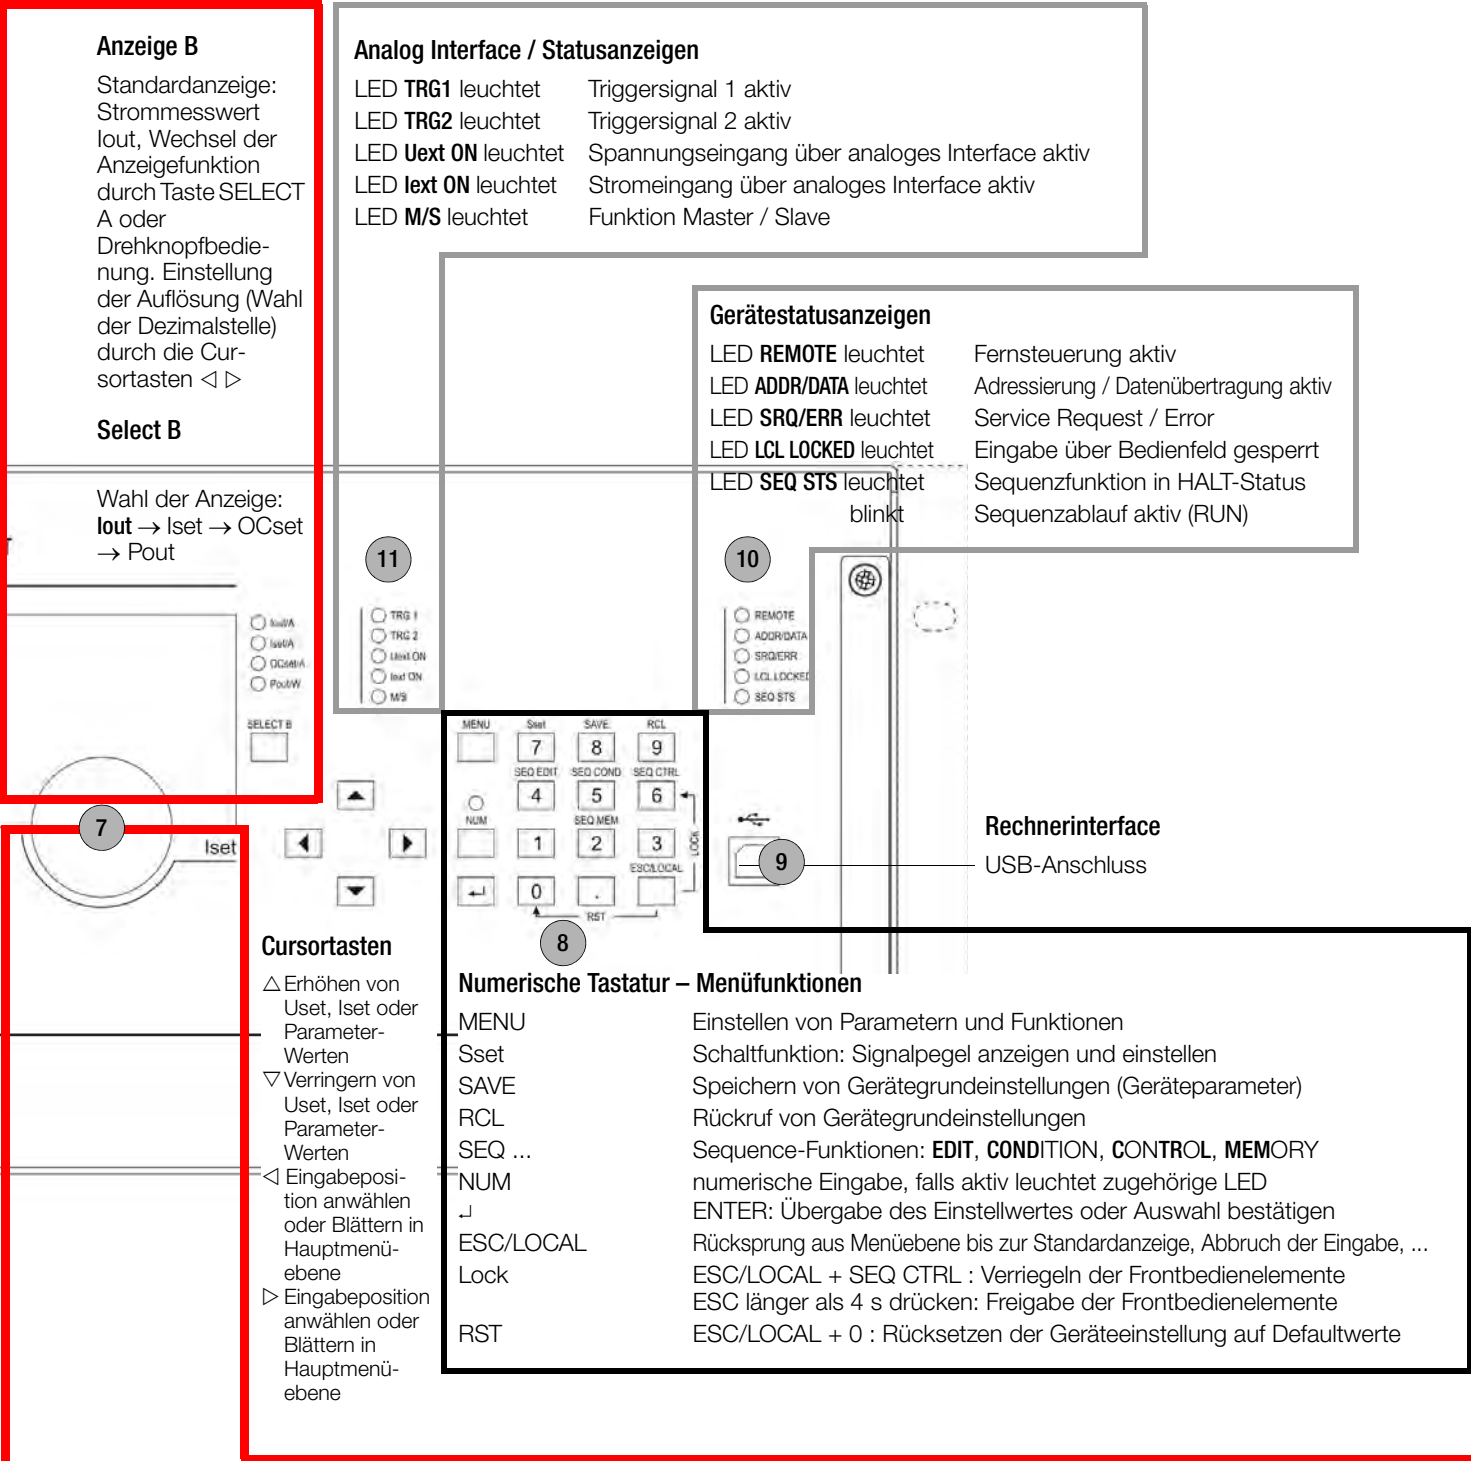 Anzeige B
Standardanzeige:
Strommesswert
Iout, Wechsel der
Anzeigefunktion
durch Taste SELECT
A oder
Drehknopfbedie-
nung. Einstellung
der Auflösung (Wahl
der Dezimalstelle)
durch die Cur-
sortasten ◁ ▷
Select B
Wahl der Anzeige:
Iout → Iset → OCset
→ Pout
Analog Interface / Statusanzeigen
LED TRG1 leuchtet Triggersignal 1 aktiv
LED TRG2 leuchtet Triggersignal 2 aktiv
LED Uext ON leuchtet Spannungseingang über analoges Interface aktiv
LED Iext ON leuchtet Stromeingang über analoges Interface aktiv
LED M/S leuchtet Funktion Master / Slave
Gerätestatusanzeigen
LED REMOTE leuchtet Fernsteuerung aktiv
LED ADDR/DATA leuchtet Adressierung / Datenübertragung aktiv
LED SRQ/ERR leuchtet Service Request / Error
LED LCL LOCKED leuchtet Eingabe über Bedienfeld gesperrt
LED SEQ STS leuchtet Sequenzfunktion in HALT-Status
blinkt Sequenzablauf aktiv (RUN)
11
10
Iout/A
Iset/A
OCset/A
Pout/W
SELECT B
TRG 1
TRG 2
Uext ON
Iext ON
M/S
REMOTE
ADDR/DATA
SRQ/ERR
LCL LOCKED
SEQ STS
MENU Sset SAVE RCL
7 8 9
SEQ EDIT SEQ COND SEQ CTRL
4 5 6
NUM SEQ MEM
1 2 3
LOCK
ESC/LOCAL
↵ 0 .
RST
7
Iset
8
9
Rechnerinterface
USB-Anschluss
Cursortasten
△ Erhöhen von
Uset, Iset oder
Parameter-
Werten
▽ Verringern von
Uset, Iset oder
Parameter-
Werten
◁ Eingabeposi-
tion anwählen
oder Blättern in
Hauptmenü-
ebene
▷ Eingabeposition
anwählen oder
Blättern in
Hauptmenü-
ebene
Numerische Tastatur – Menüfunktionen
MENU Einstellen von Parametern und Funktionen
Sset Schaltfunktion: Signalpegel anzeigen und einstellen
SAVE Speichern von Gerätegrundeinstellungen (Geräteparameter)
RCL Rückruf von Gerätegrundeinstellungen
SEQ ... Sequence-Funktionen: EDIT, CONDITION, CONTROL, MEMORY
NUM numerische Eingabe, falls aktiv leuchtet zugehörige LED
↵ ENTER: Übergabe des Einstellwertes oder Auswahl bestätigen
ESC/LOCAL Rücksprung aus Menüebene bis zur Standardanzeige, Abbruch der Eingabe, ...
Lock ESC/LOCAL + SEQ CTRL : Verriegeln der Frontbedienelemente
ESC länger als 4 s drücken: Freigabe der Frontbedienelemente
RST ESC/LOCAL + 0 : Rücksetzen der Geräteeinstellung auf Defaultwerte